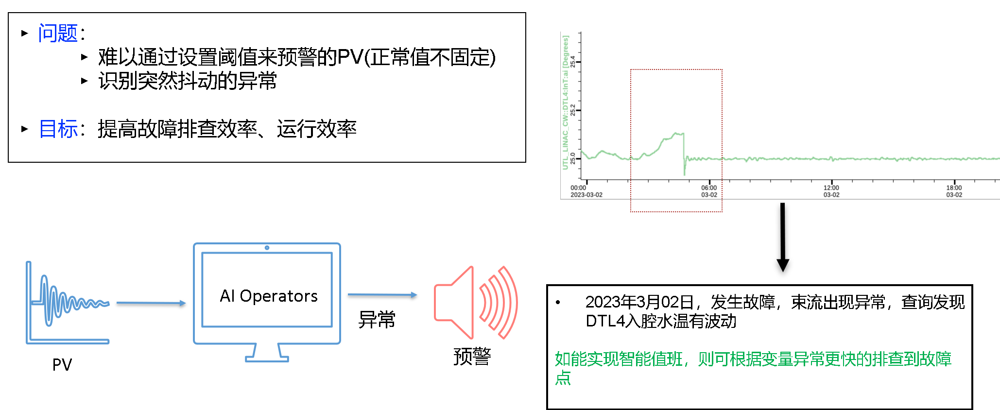 问题：
难以通过设置阈值来预警的PV(正常值不固定)
识别突然抖动的异常
目标：提高故障排查效率、运行效率
UTL_LINAC_CW::DTL4:InT:ai [Degrees]
25.4
25.2
25.0
00:00
2023-03-02
06:00
03-02
12:00
03-02
18:00
03-02
PV
AI Operators
异常
预警
2023年3月02日，发生故障，束流出现异常，查询发现
DTL4入腔水温有波动
如能实现智能值班，则可根据变量异常更快的排查到故障
点